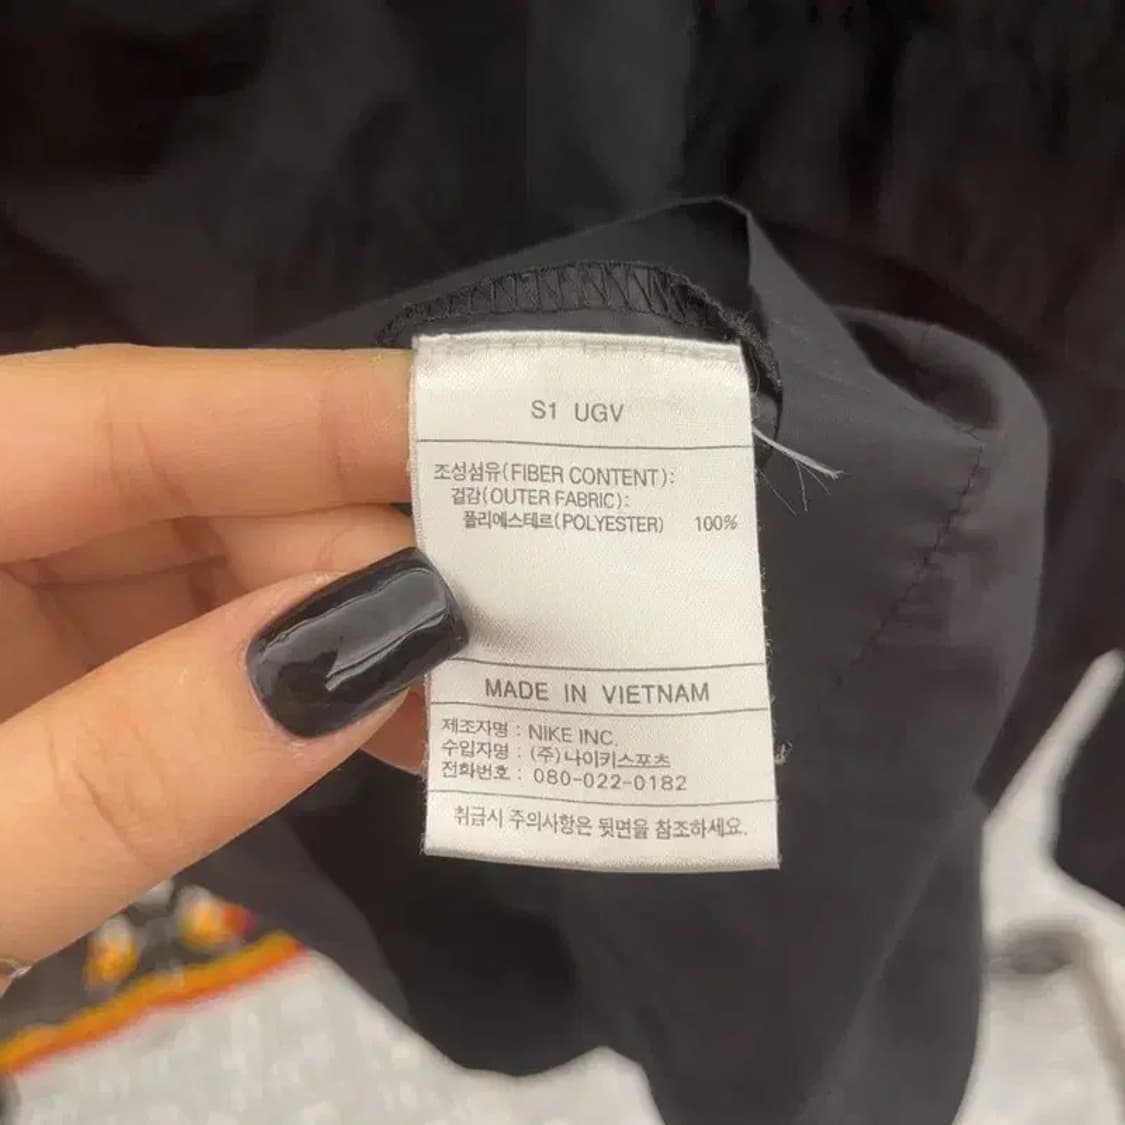 S1 UGV
조성섬유(FIBER CONTENT):
겉감(OUTER FABRIC):
폴리에스테르(POLYESTER) 100%
MADE IN VIETNAM
제조자명 : NIKE INC.
수입자명 : (주)나이키스포츠
전화번호 : 080-022-0182
취급시 주의사항은 뒷면을 참조하세요.